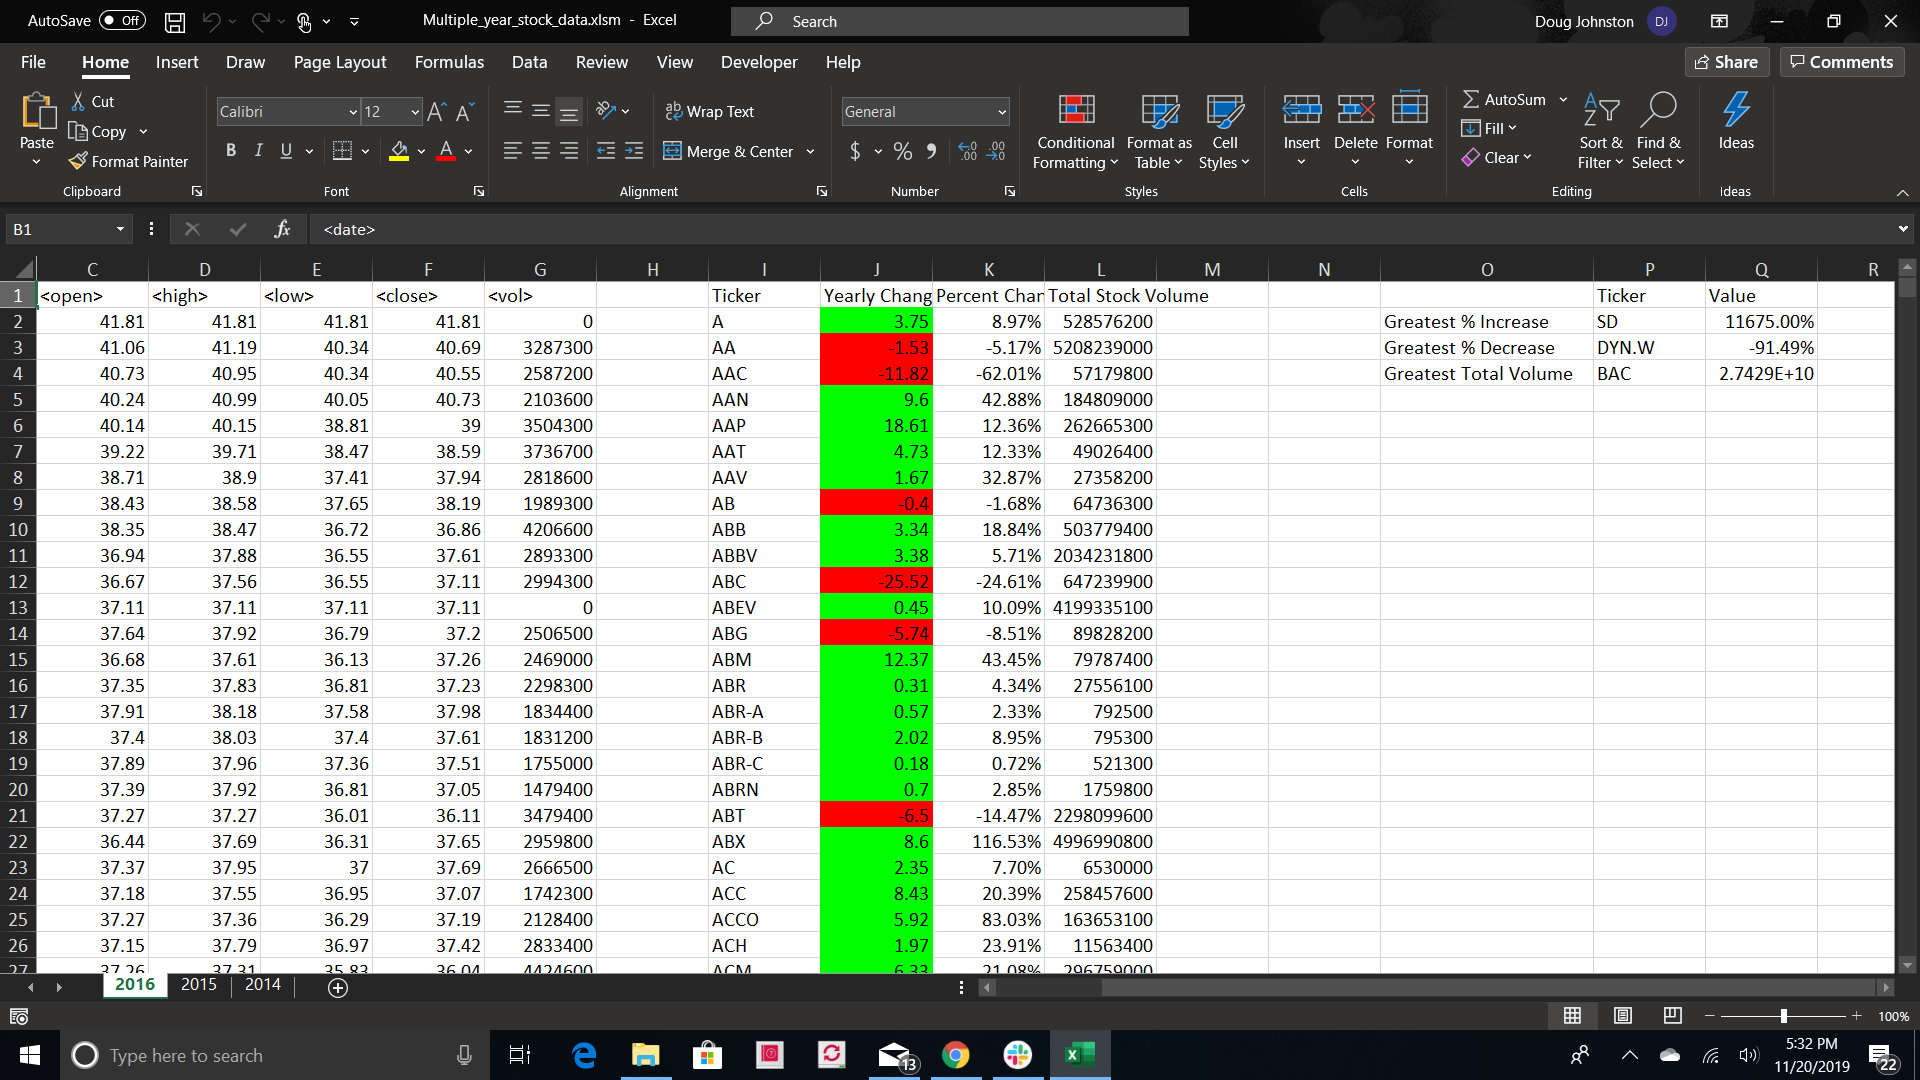 AutoSave Off Multiple_year_stock_data.xlsm - Excel Search Doug Johnston DJ
File Home Insert Draw Page Layout Formulas Data Review View Developer Help Share Comments
Paste Cut Copy Format Painter Clipboard
Calibri 12 B I U A Font
Wrap Text Merge & Center Alignment
General $ % Number
Conditional Formatting Format as Table Cell Styles Styles
Insert Delete Format Cells
AutoSum Fill Clear Sort & Filter Find & Select Editing
Ideas Ideas
B1 fx <date>
C D E F G H I J K L M N O P Q R
1 <open> <high> <low> <close> <vol> Ticker Yearly Chang Percent Chan Total Stock Volume Ticker Value
2 41.81 41.81 41.81 41.81 0 A 3.75 8.97% 528576200 Greatest % Increase SD 11675.00%
3 41.06 41.19 40.34 40.69 3287300 AA -1.53 -5.17% 5208239000 Greatest % Decrease DYN.W -91.49%
4 40.73 40.95 40.34 40.55 2587200 AAC -11.82 -62.01% 57179800 Greatest Total Volume BAC 2.7429E+10
5 40.24 40.99 40.05 40.73 2103600 AAN 9.6 42.88% 184809000
6 40.14 40.15 38.81 39 3504300 AAP 18.61 12.36% 262665300
7 39.22 39.71 38.47 38.59 3736700 AAT 4.73 12.33% 49026400
8 38.71 38.9 37.41 37.94 2818600 AAV 1.67 32.87% 27358200
9 38.43 38.58 37.65 38.19 1989300 AB -0.4 -1.68% 64736300
10 38.35 38.47 36.72 36.86 4206600 ABB 3.34 18.84% 503779400
11 36.94 37.88 36.55 37.61 2893300 ABBV 3.38 5.71% 2034231800
12 36.67 37.56 36.55 37.11 2994300 ABC -25.52 -24.61% 647239900
13 37.11 37.11 37.11 37.11 0 ABEV 0.45 10.09% 4199335100
14 37.64 37.92 36.79 37.2 2506500 ABG -5.74 -8.51% 89828200
15 36.68 37.61 36.13 37.26 2469000 ABM 12.37 43.45% 79787400
16 37.35 37.83 36.81 37.23 2298300 ABR 0.31 4.34% 27556100
17 37.91 38.18 37.58 37.98 1834400 ABR-A 0.57 2.33% 792500
18 37.4 38.03 37.4 37.61 1831200 ABR-B 2.02 8.95% 795300
19 37.89 37.96 37.36 37.51 1755000 ABR-C 0.18 0.72% 521300
20 37.39 37.92 36.81 37.05 1479400 ABRN 0.7 2.85% 1759800
21 37.27 37.27 36.01 36.11 3479400 ABT -6.5 -14.47% 2298099600
22 36.44 37.69 36.31 37.65 2959800 ABX 8.6 116.53% 4996990800
23 37.37 37.95 37 37.69 2666500 AC 2.35 7.70% 6530000
24 37.18 37.55 36.95 37.07 1742300 ACC 8.43 20.39% 258457600
25 37.27 37.36 36.29 37.19 2128400 ACCO 5.92 83.03% 163653100
26 37.15 37.79 36.97 37.42 2833400 ACH 1.97 23.91% 11563400
27 37.26 37.31 35.83 36.04 4424600 ACM 6.33 21.08% 296759000
2016 2015 2014
100%
Type here to search 13 5:32 PM
11/20/2019 22